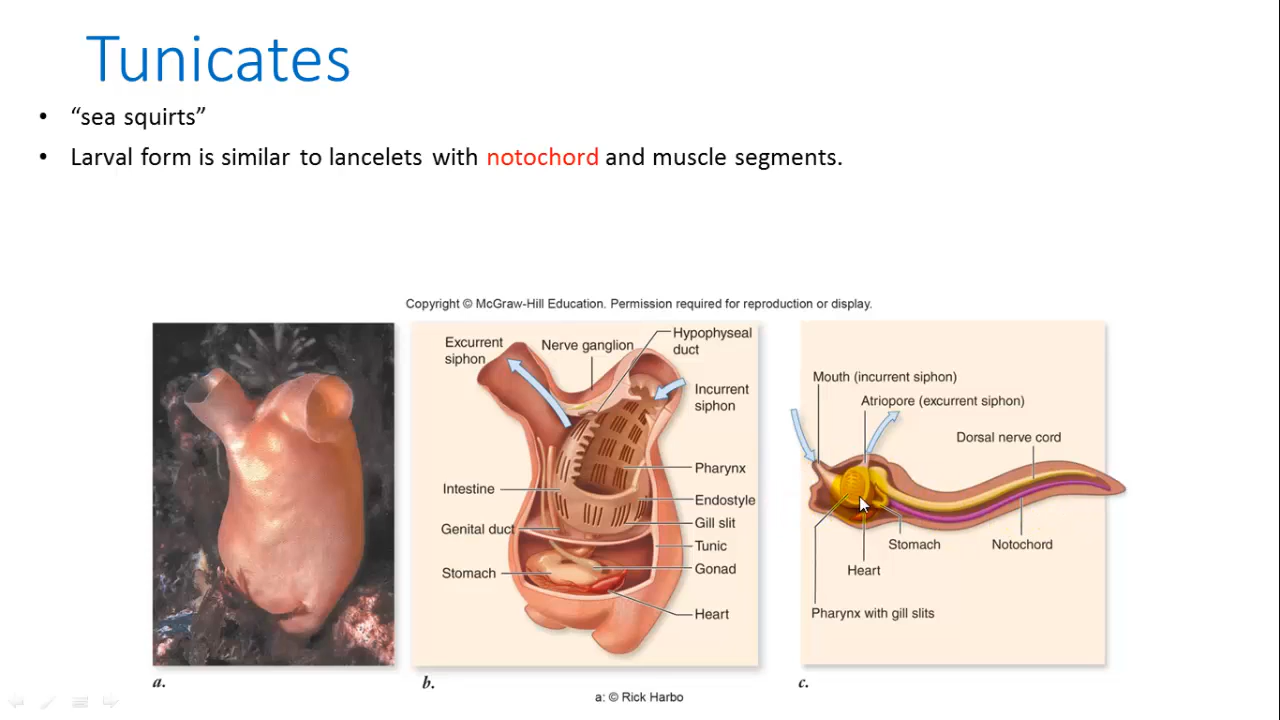 Tunicates
• “sea squirts”
• Larval form is similar to lancelets with notochord and muscle segments.
Copyright © McGraw-Hill Education. Permission required for reproduction or display.
Excurrent
siphon
Nerve ganglion
Hypophyseal
duct
Incurrent
siphon
Pharynx
Intestine
Endostyle
Gill slit
Genital duct
Tunic
Stomach
Gonad
Heart
Mouth (incurrent siphon)
Atriopore (excurrent siphon)
Dorsal nerve cord
Stomach
Notochord
Heart
Pharynx with gill slits
a.
b.
c.
a: © Rick Harbo